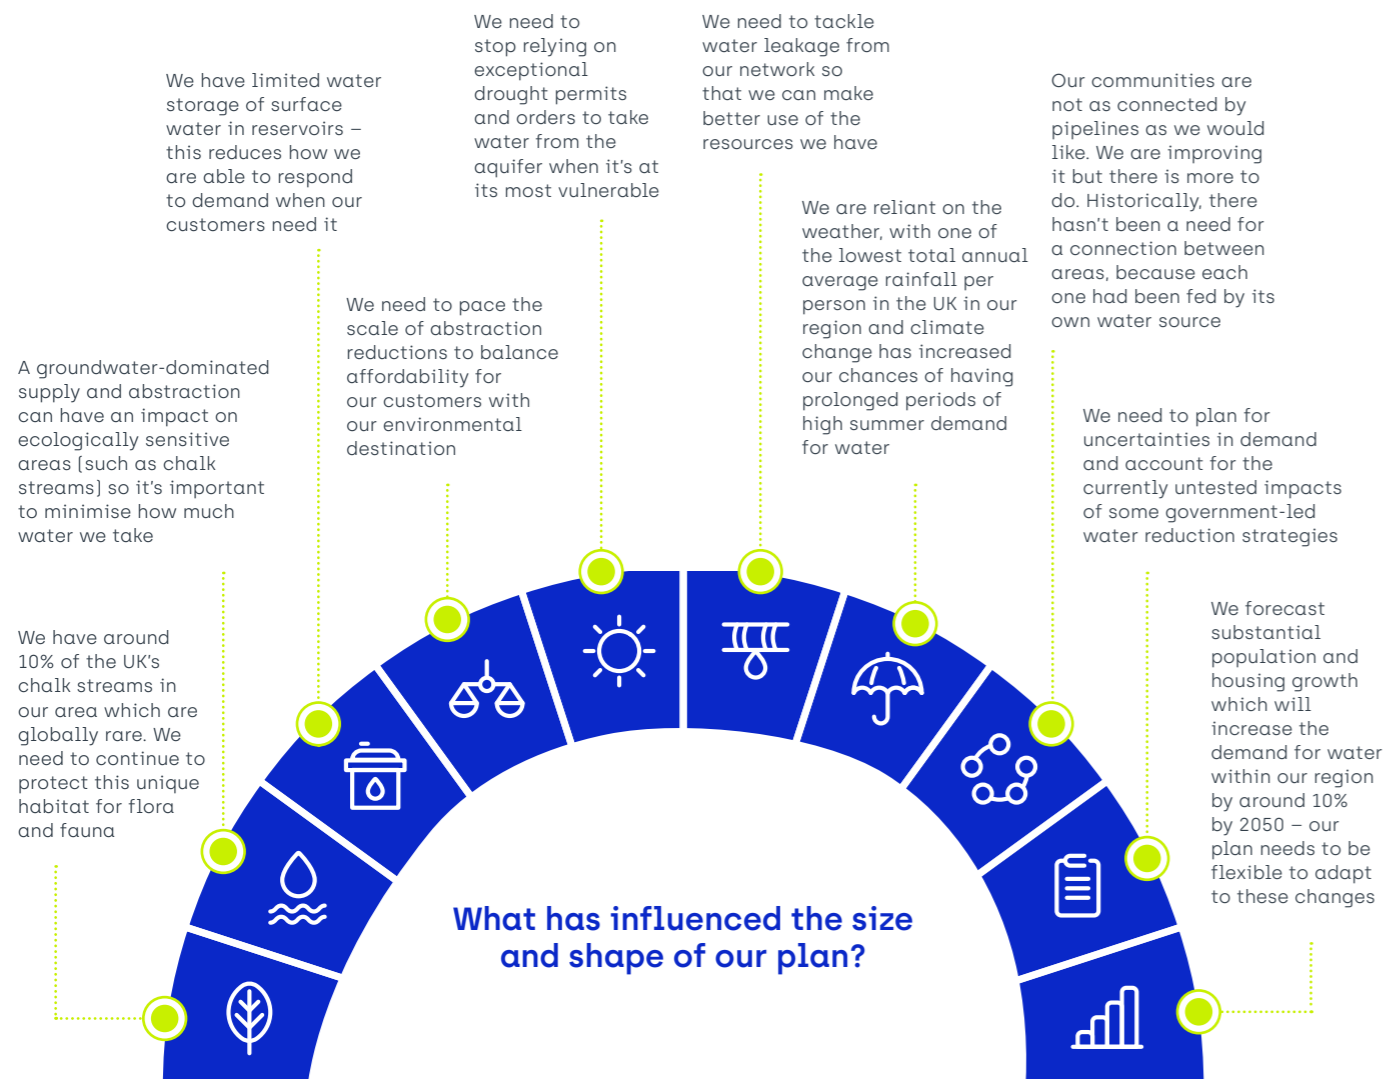 We have around
10% of the UK's
chalk streams in
our area which are
globally rare. We
need to continue to
protect this unique
habitat for flora
and fauna
A groundwater-dominated
supply and abstraction
can have an impact on
ecologically sensitive
areas (such as chalk
streams) so it's important
to minimise how much
water we take
We have limited water
storage of surface
water in reservoirs –
this reduces how we
are able to respond
to demand when our
customers need it
We need to pace the
scale of abstraction
reductions to balance
affordability for
our customers with
our environmental
destination
We need to
stop relying on
exceptional
drought permits
and orders to take
water from the
aquifer when it's at
its most vulnerable
We need to tackle
water leakage from
our network so
that we can make
better use of the
resources we have
We are reliant on the
weather, with one of
the lowest total annual
average rainfall per
person in the UK in our
region and climate
change has increased
our chances of having
prolonged periods of
high summer demand
for water
Our communities are
not as connected by
pipelines as we would
like. We are improving
it but there is more to
do. Historically, there
hasn't been a need for
a connection between
areas, because each
one had been fed by its
own water source
We need to plan for
uncertainties in demand
and account for the
currently untested impacts
of some government-led
water reduction strategies
We forecast
substantial
population and
housing growth
which will
increase the
demand for water
within our region
by around 10%
by 2050 – our
plan needs to be
flexible to adapt
to these changes
What has influenced the size
and shape of our plan?